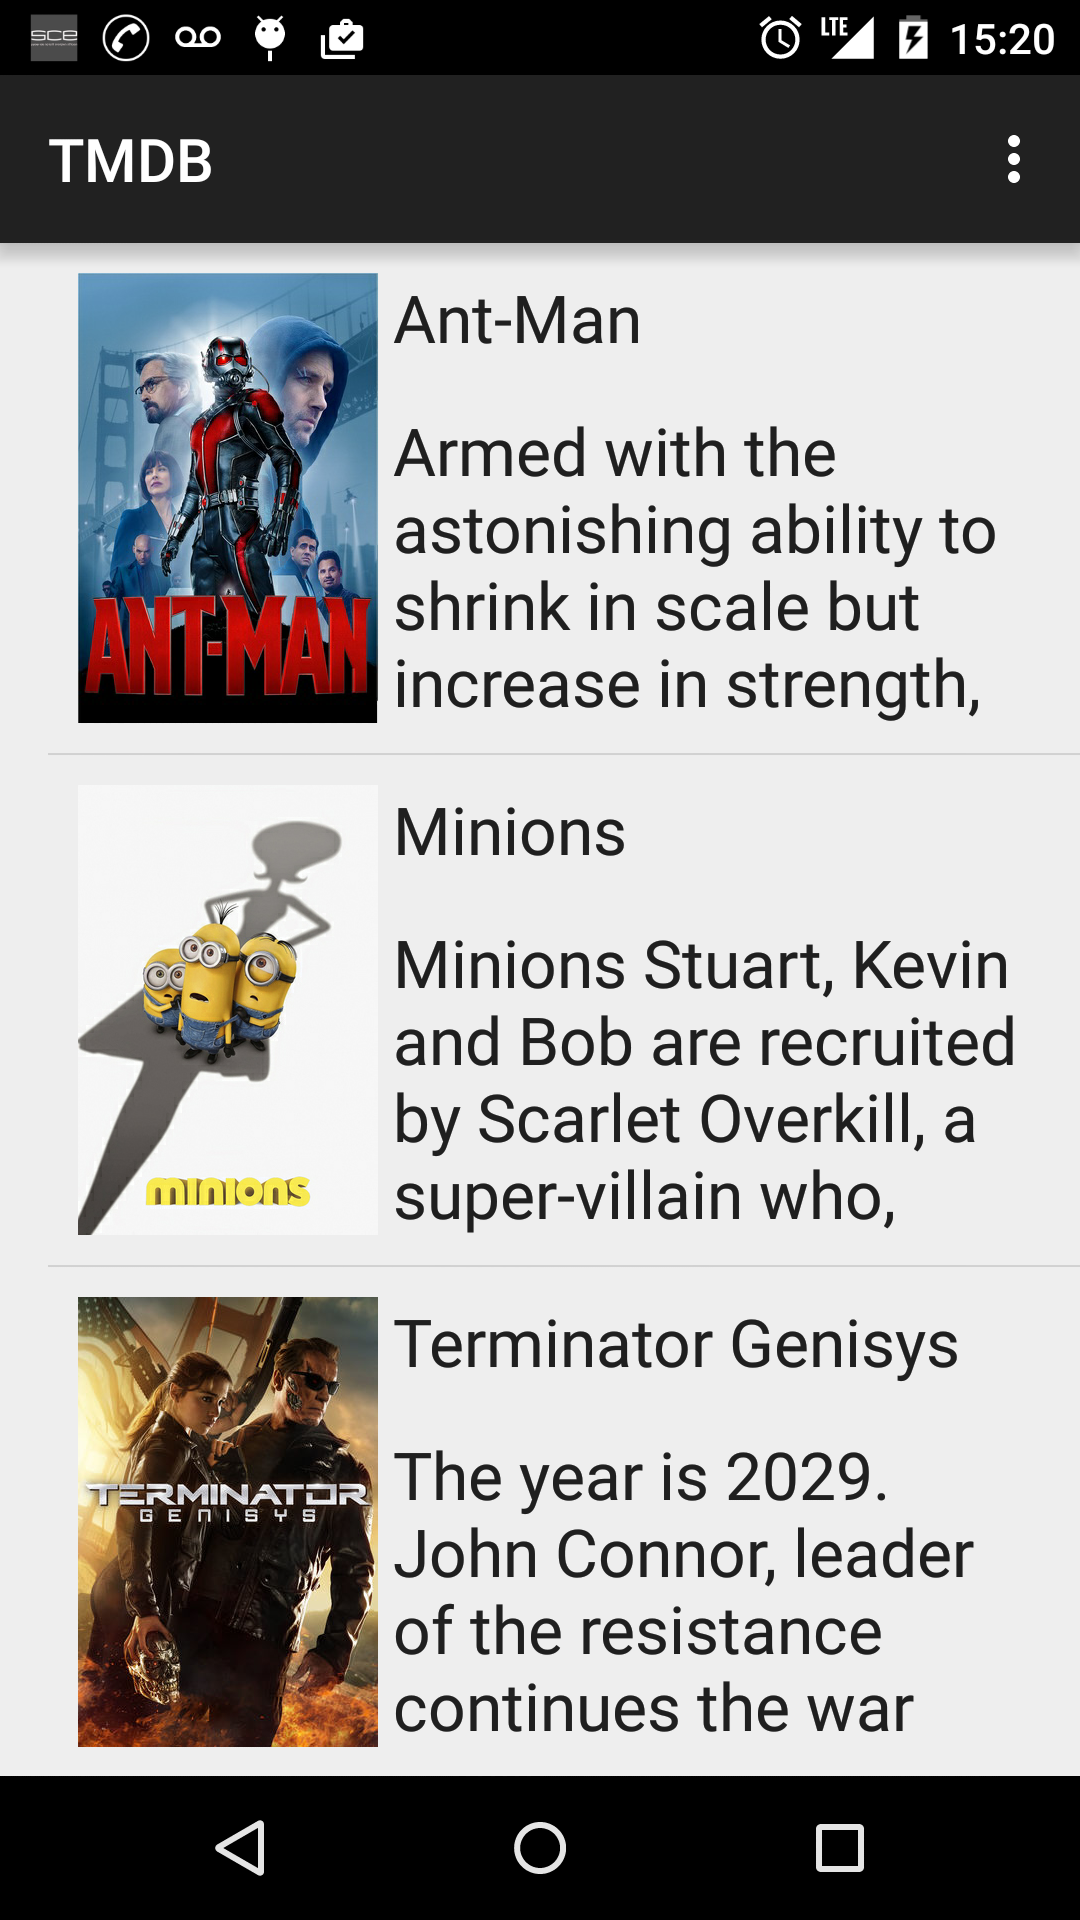 sce
LTE
15:20
TMDB
Ant-Man
Armed with the
astonishing ability to
shrink in scale but
increase in strength,
ANT-MAN
Minions
Minions Stuart, Kevin
and Bob are recruited
by Scarlet Overkill, a
super-villain who,
minions
Terminator Genisys
The year is 2029.
John Connor, leader
of the resistance
continues the war
TERMINATOR
GENISYS